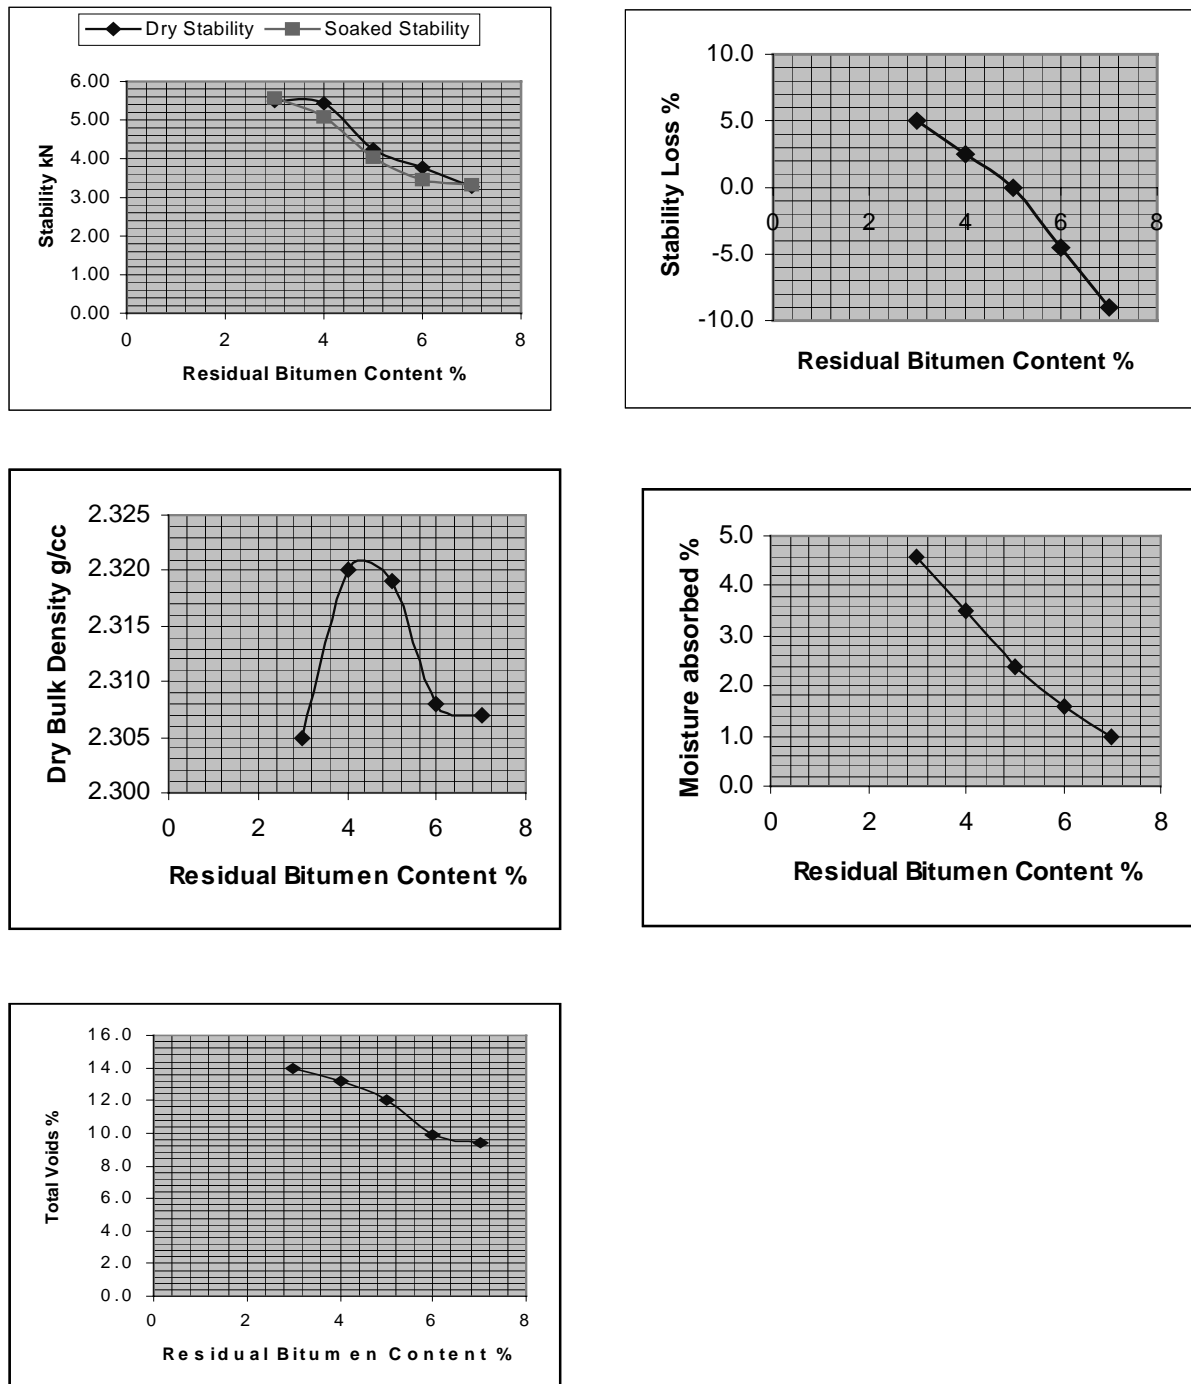 Dry Stability Soaked Stability
Stability kN
6.00
5.00
4.00
3.00
2.00
1.00
0.00
0 2 4 6 8
Residual Bitumen Content %
Stability Loss %
10.0
5.0
0.0
-5.0
-10.0
0 2 4 6 8
Residual Bitumen Content %
Dry Bulk Density g/cc
2.325
2.320
2.315
2.310
2.305
2.300
0 2 4 6 8
Residual Bitumen Content %
Moisture absorbed %
5.0
4.0
3.0
2.0
1.0
0.0
0 2 4 6 8
Residual Bitumen Content %
Total Voids %
16.0
14.0
12.0
10.0
8.0
6.0
4.0
2.0
0.0
0 2 4 6 8
Residual Bitumen Content %